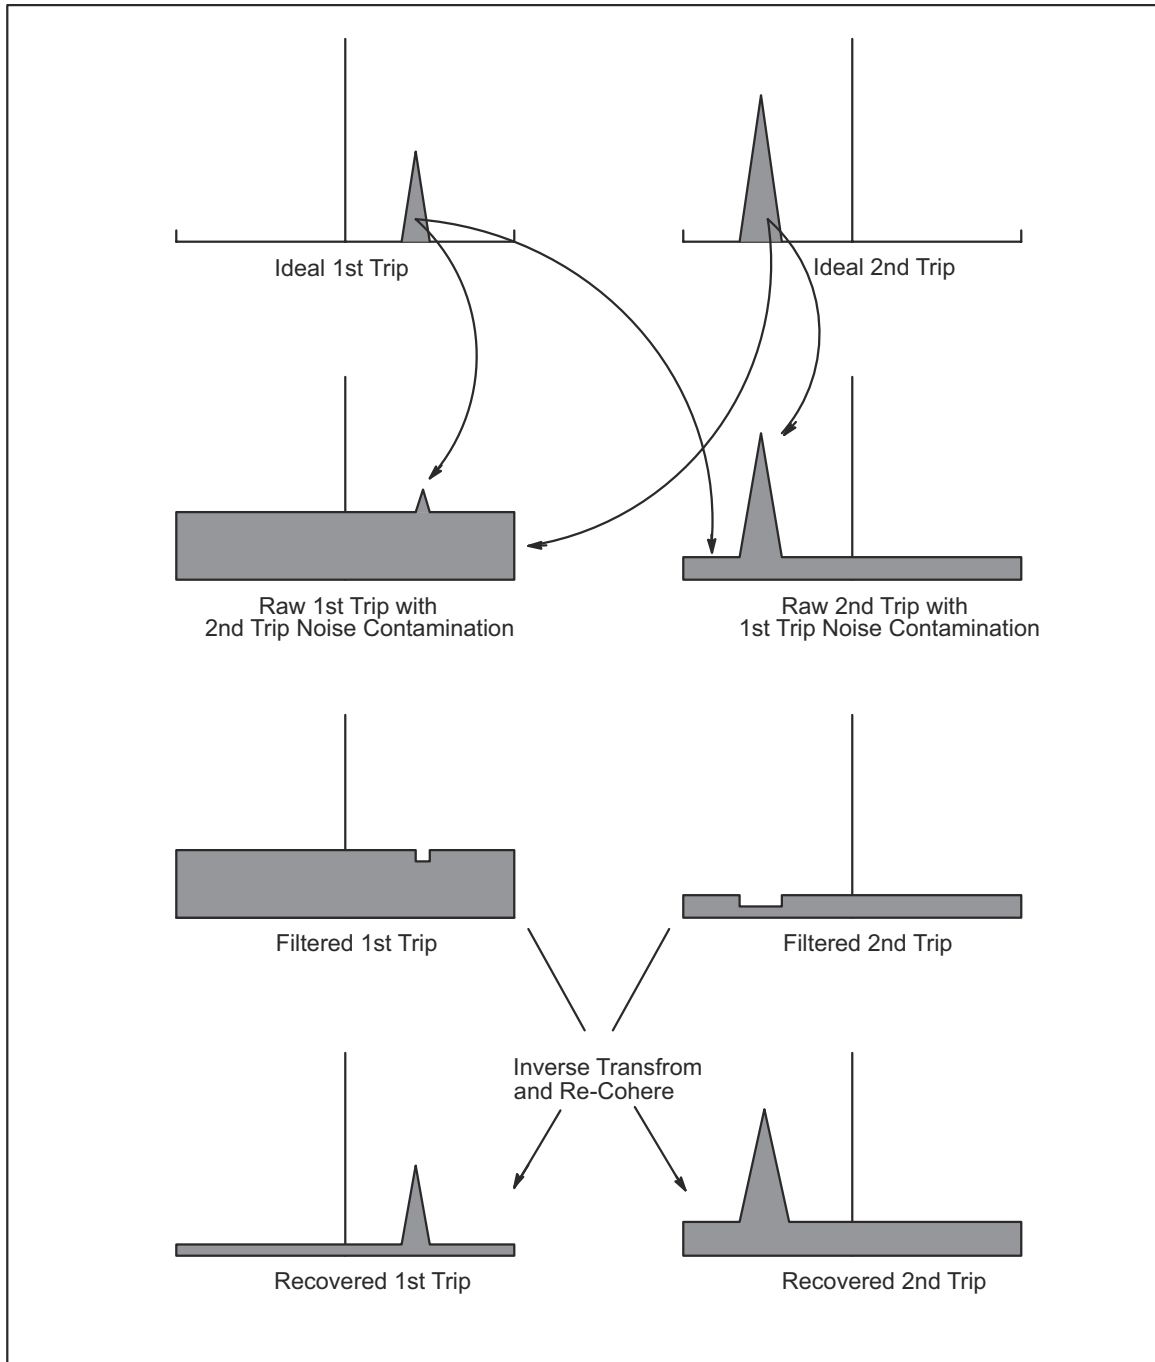 Ideal 1st Trip
Ideal 2nd Trip
Raw 1st Trip with
2nd Trip Noise Contamination
Raw 2nd Trip with
1st Trip Noise Contamination
Filtered 1st Trip
Filtered 2nd Trip
Inverse Transfrom
and Re-Cohere
Recovered 1st Trip
Recovered 2nd Trip